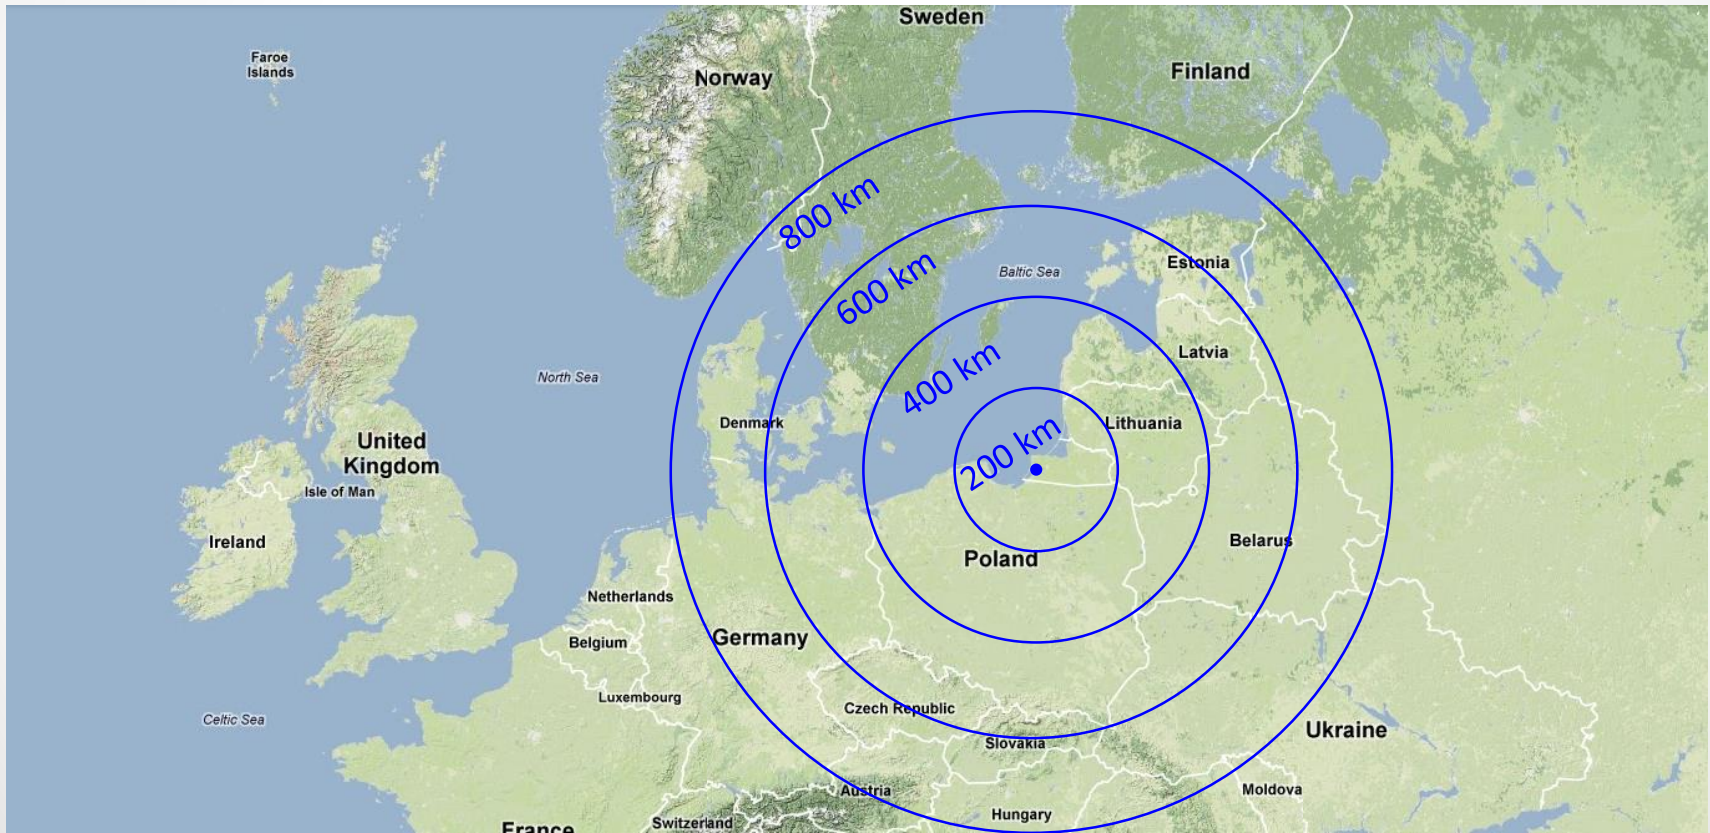 Sweden
Faroe
Islands
Norway
Finland
800 km
600 km
Baltic Sea
Estonia
400 km
Latvia
North Sea
Denmark
Lithuania
200 km
United
Kingdom
Isle of Man
Ireland
Belarus
Poland
Netherlands
Germany
Belgium
Luxembourg
Czech Republic
Celtic Sea
Slovakia
Ukraine
Austria
Moldova
Hungary
Switzerland
France